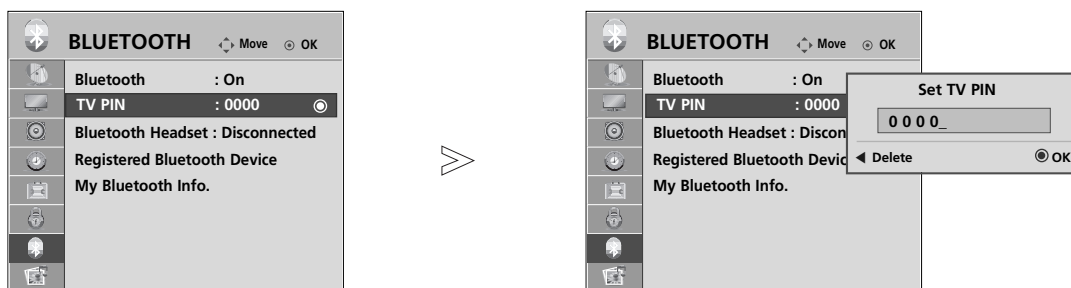 BLUETOOTH Move OK
Bluetooth : On
TV PIN : 0000
Bluetooth Headset : Disconnected
Registered Bluetooth Device
My Bluetooth Info.
BLUETOOTH Move OK
Bluetooth : On
TV PIN : 0000
Bluetooth Headset : Discon
Registered Bluetooth Devic
My Bluetooth Info.
Set TV PIN
0 0 0 0_
Delete OK